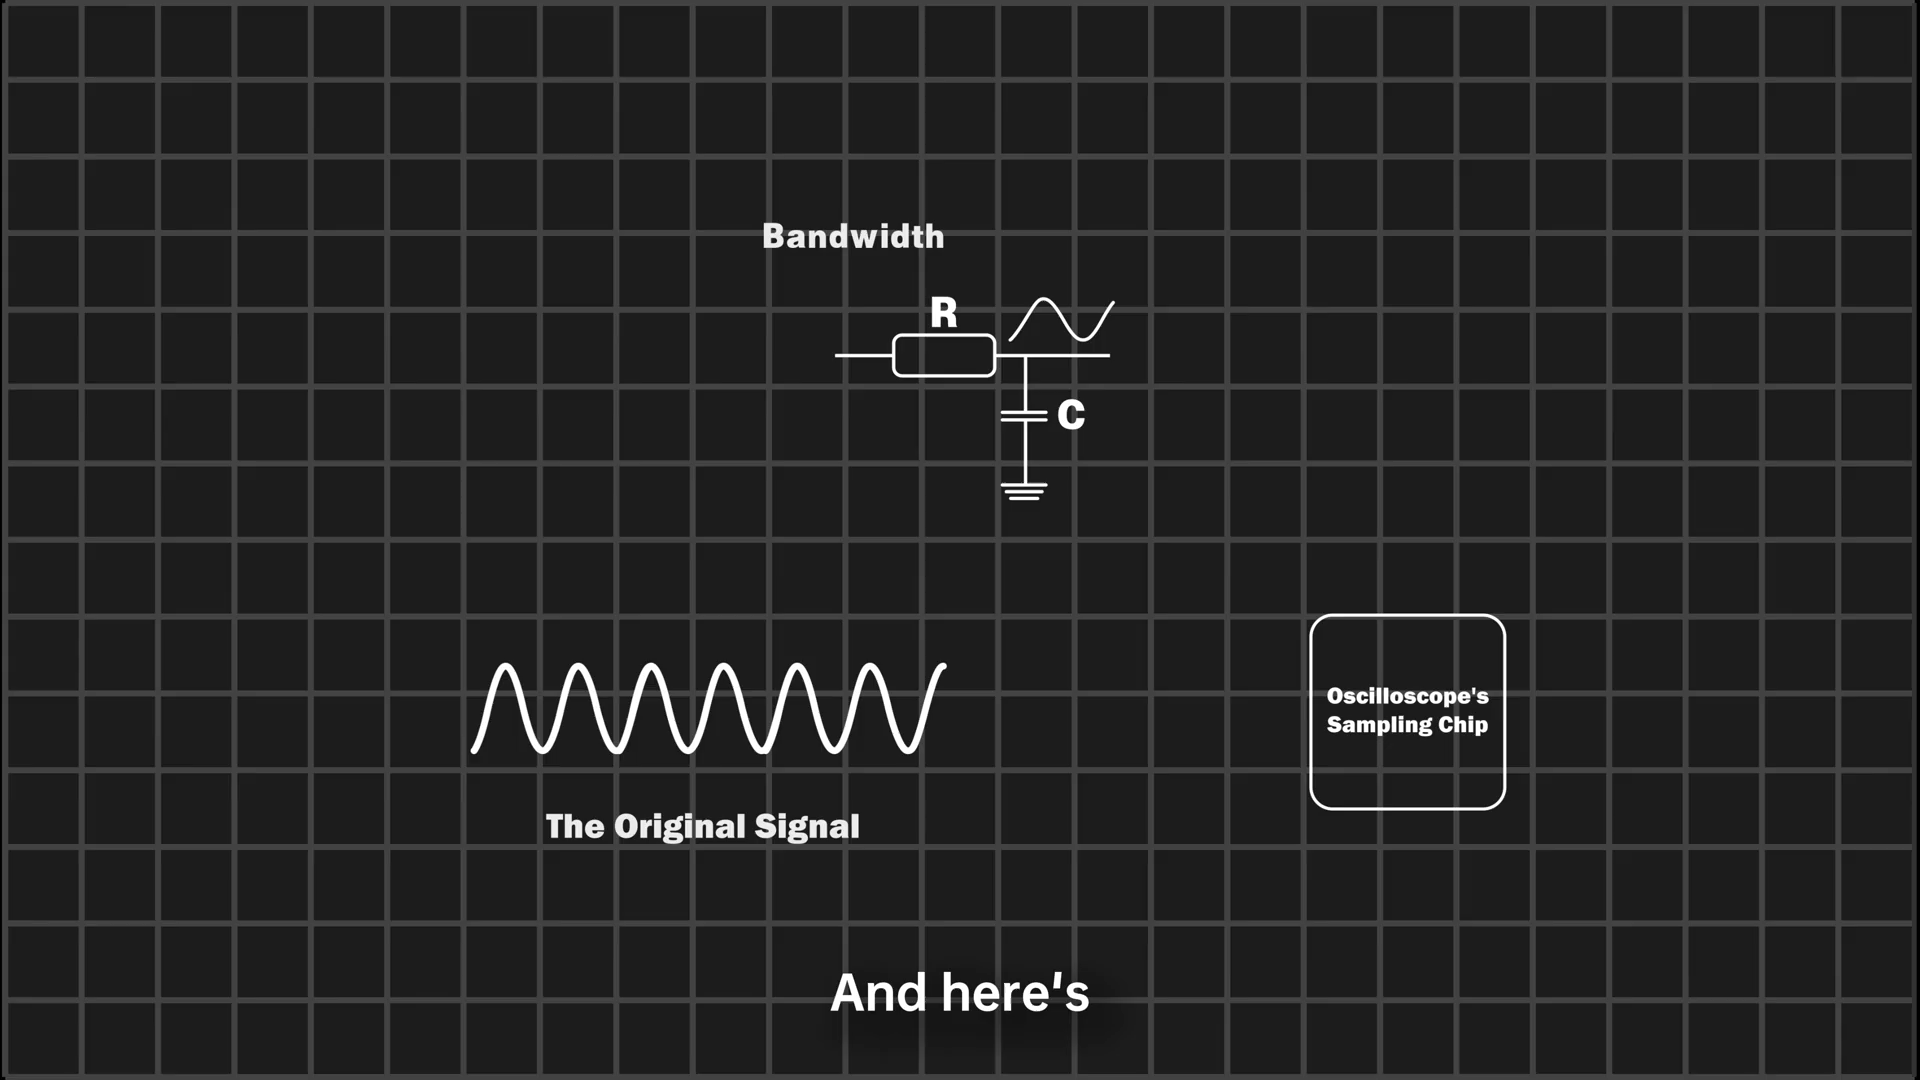 Bandwidth
R
C
Oscilloscope's
Sampling Chip
The Original Signal
And here's